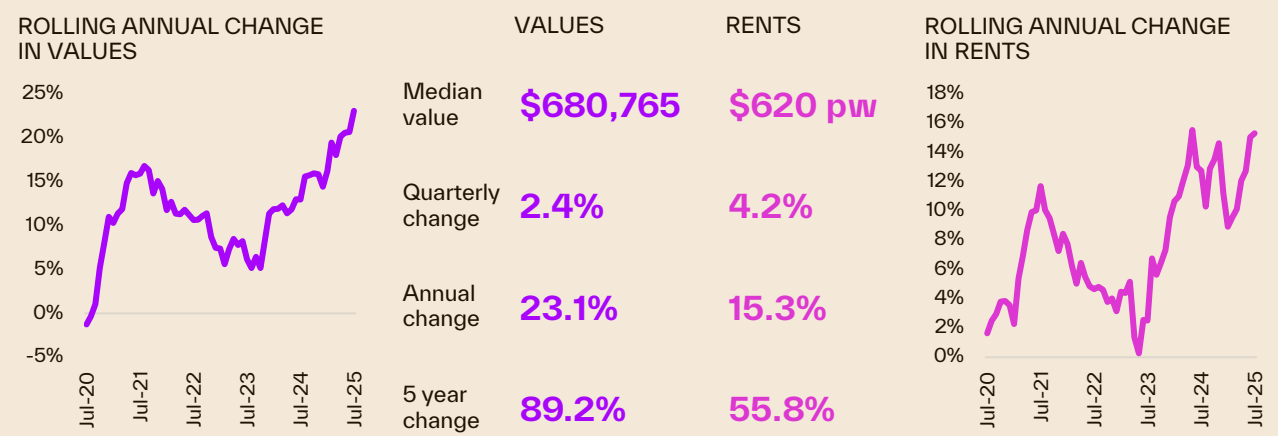 ROLLING ANNUAL CHANGE
IN VALUES
25%
20%
15%
10%
5%
0%
-5%
Jul-20
Jul-21
Jul-22
Jul-23
Jul-24
Jul-25
VALUES
RENTS
Median
value
$680,765
$620 pw
Quarterly
change
2.4%
4.2%
Annual
change
23.1%
15.3%
5 year
change
89.2%
55.8%
ROLLING ANNUAL CHANGE
IN RENTS
18%
16%
14%
12%
10%
8%
6%
4%
2%
0%
Jul-20
Jul-21
Jul-22
Jul-23
Jul-24
Jul-25